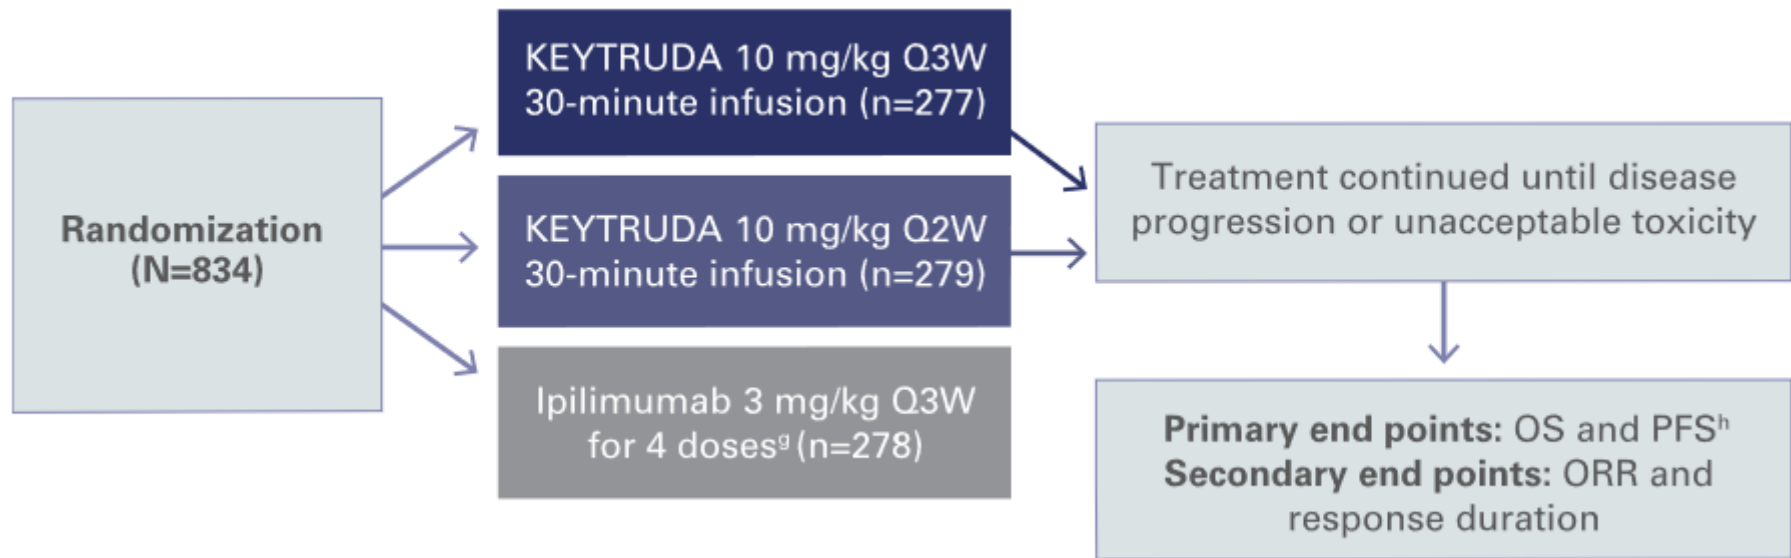 Randomization
(N=834)
KEYTRUDA 10 mg/kg Q3W
30-minute infusion (n=277)
KEYTRUDA 10 mg/kg Q2W
30-minute infusion (n=279)
Ipilimumab 3 mg/kg Q3W
for 4 dosesᵍ (n=278)
Treatment continued until disease
progression or unacceptable toxicity
Primary end points: OS and PFSʰ
Secondary end points: ORR and
response duration